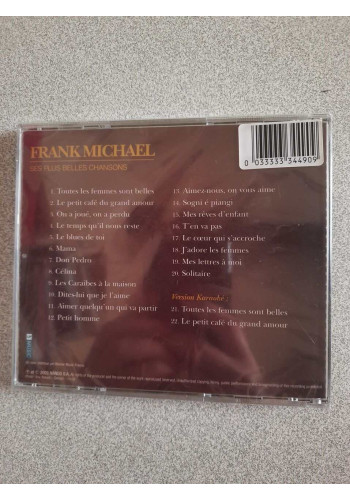 FRANK MICHAEL
SES PLUS BELLES CHANSONS
0 033333 344909
1. Toutes les femmes sont belles
2. Le petit café du grand amour
3. On a joué, on a perdu
4. Le temps qu'il nous reste
5. Le blues de toi
6. Mama
7. Don Pedro
8. Célina
9. Les Caraïbes à la maison
10. Dites-lui que je l'aime
11. Aimer quelqu'un qui va partir
12. Petit homme
13. Aimez-nous, on vous aime
14. Sogni é piangi
15. Mes rêves d'enfant
16. T'en va pas
17. Le cœur qui s'accroche
18. J'adore les femmes
19. Mes lettres à moi
20. Solitaire
Version Karaoké :
21. Toutes les femmes sont belles
22. Le petit café du grand amour